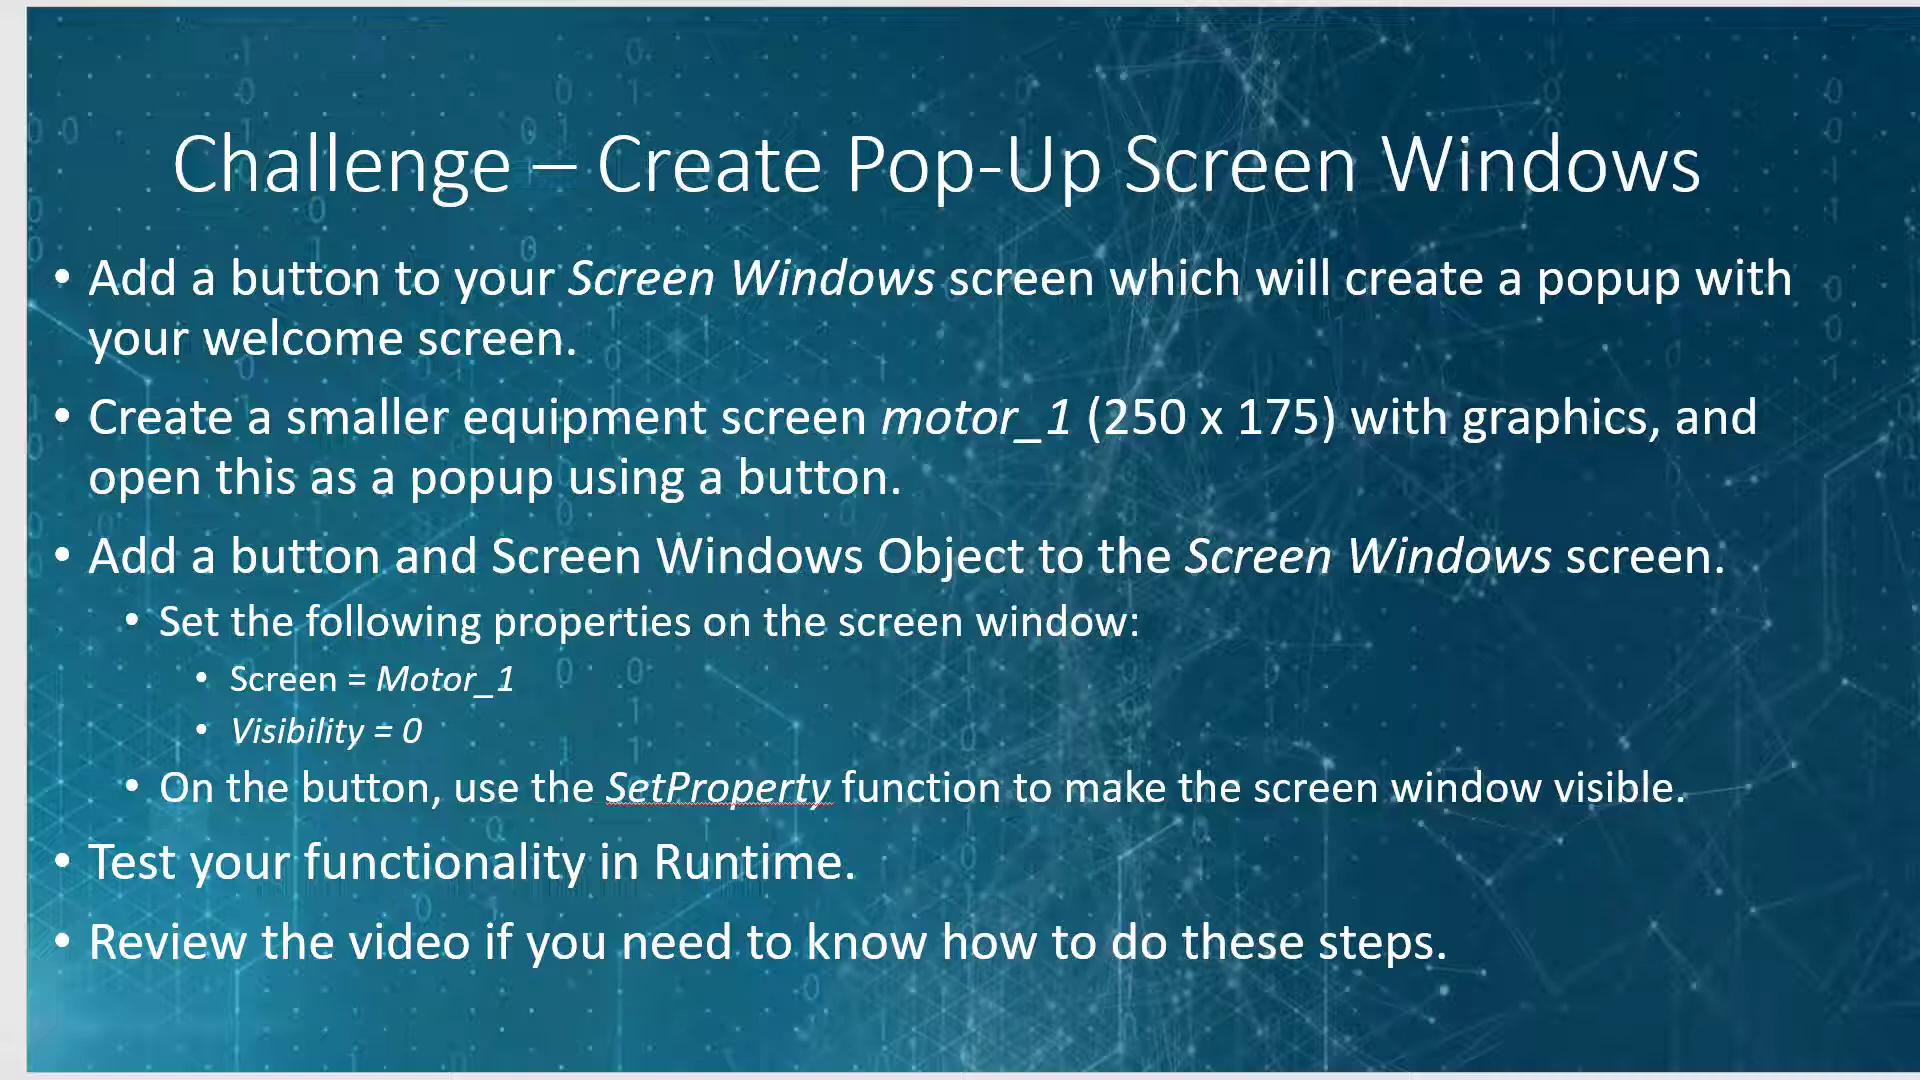 Challenge – Create Pop-Up Screen Windows
• Add a button to your Screen Windows screen which will create a popup with
your welcome screen.
• Create a smaller equipment screen motor_1 (250 x 175) with graphics, and
open this as a popup using a button.
• Add a button and Screen Windows Object to the Screen Windows screen.
• Set the following properties on the screen window:
• Screen = Motor_1
• Visibility = 0
• On the button, use the SetProperty function to make the screen window visible.
• Test your functionality in Runtime.
• Review the video if you need to know how to do these steps.